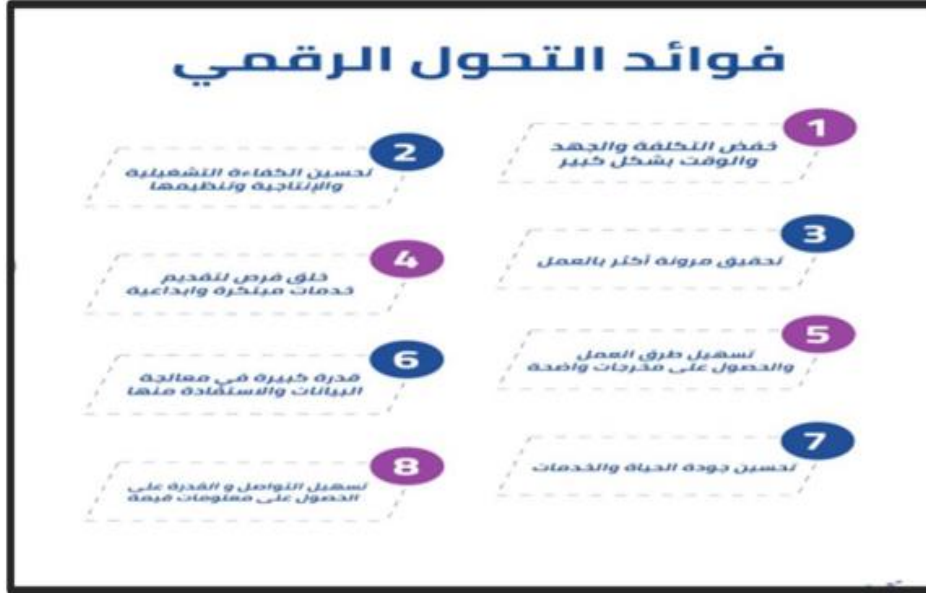 فوائد التحول الرقمي
1
خفض التكلفة والجهد
والوقت بشكل كبير
2
تحسين الكفاءة التشغيلية
والإنتاجية وتنظيمها
3
تحقيق مرونة أكثر بالعمل
4
خلق فرص لتقديم
خدمات مبتكرة وابداعية
5
تسهيل طرق العمل
والحصول على مخرجات واضحة
6
قدرة كبيرة في معالجة
البيانات والاستفادة منها
7
تحسين جودة الحياة والخدمات
8
تسهيل التواصل و القدرة على
الحصول على معلومات قيمة